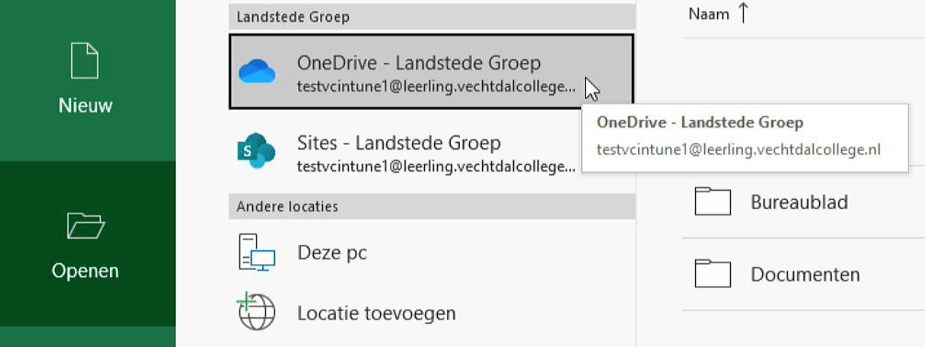 Nieuw
Openen
Landstede Groep
OneDrive - Landstede Groep
testvcintune1@leerling.vechtdalcollege...
Sites - Landstede Groep
testvcintune1@leerling.vechtdalcollege...
Andere locaties
Deze pc
Locatie toevoegen
Naam ↑
OneDrive - Landstede Groep
testvcintune1@leerling.vechtdalcollege.nl
Bureaublad
Documenten